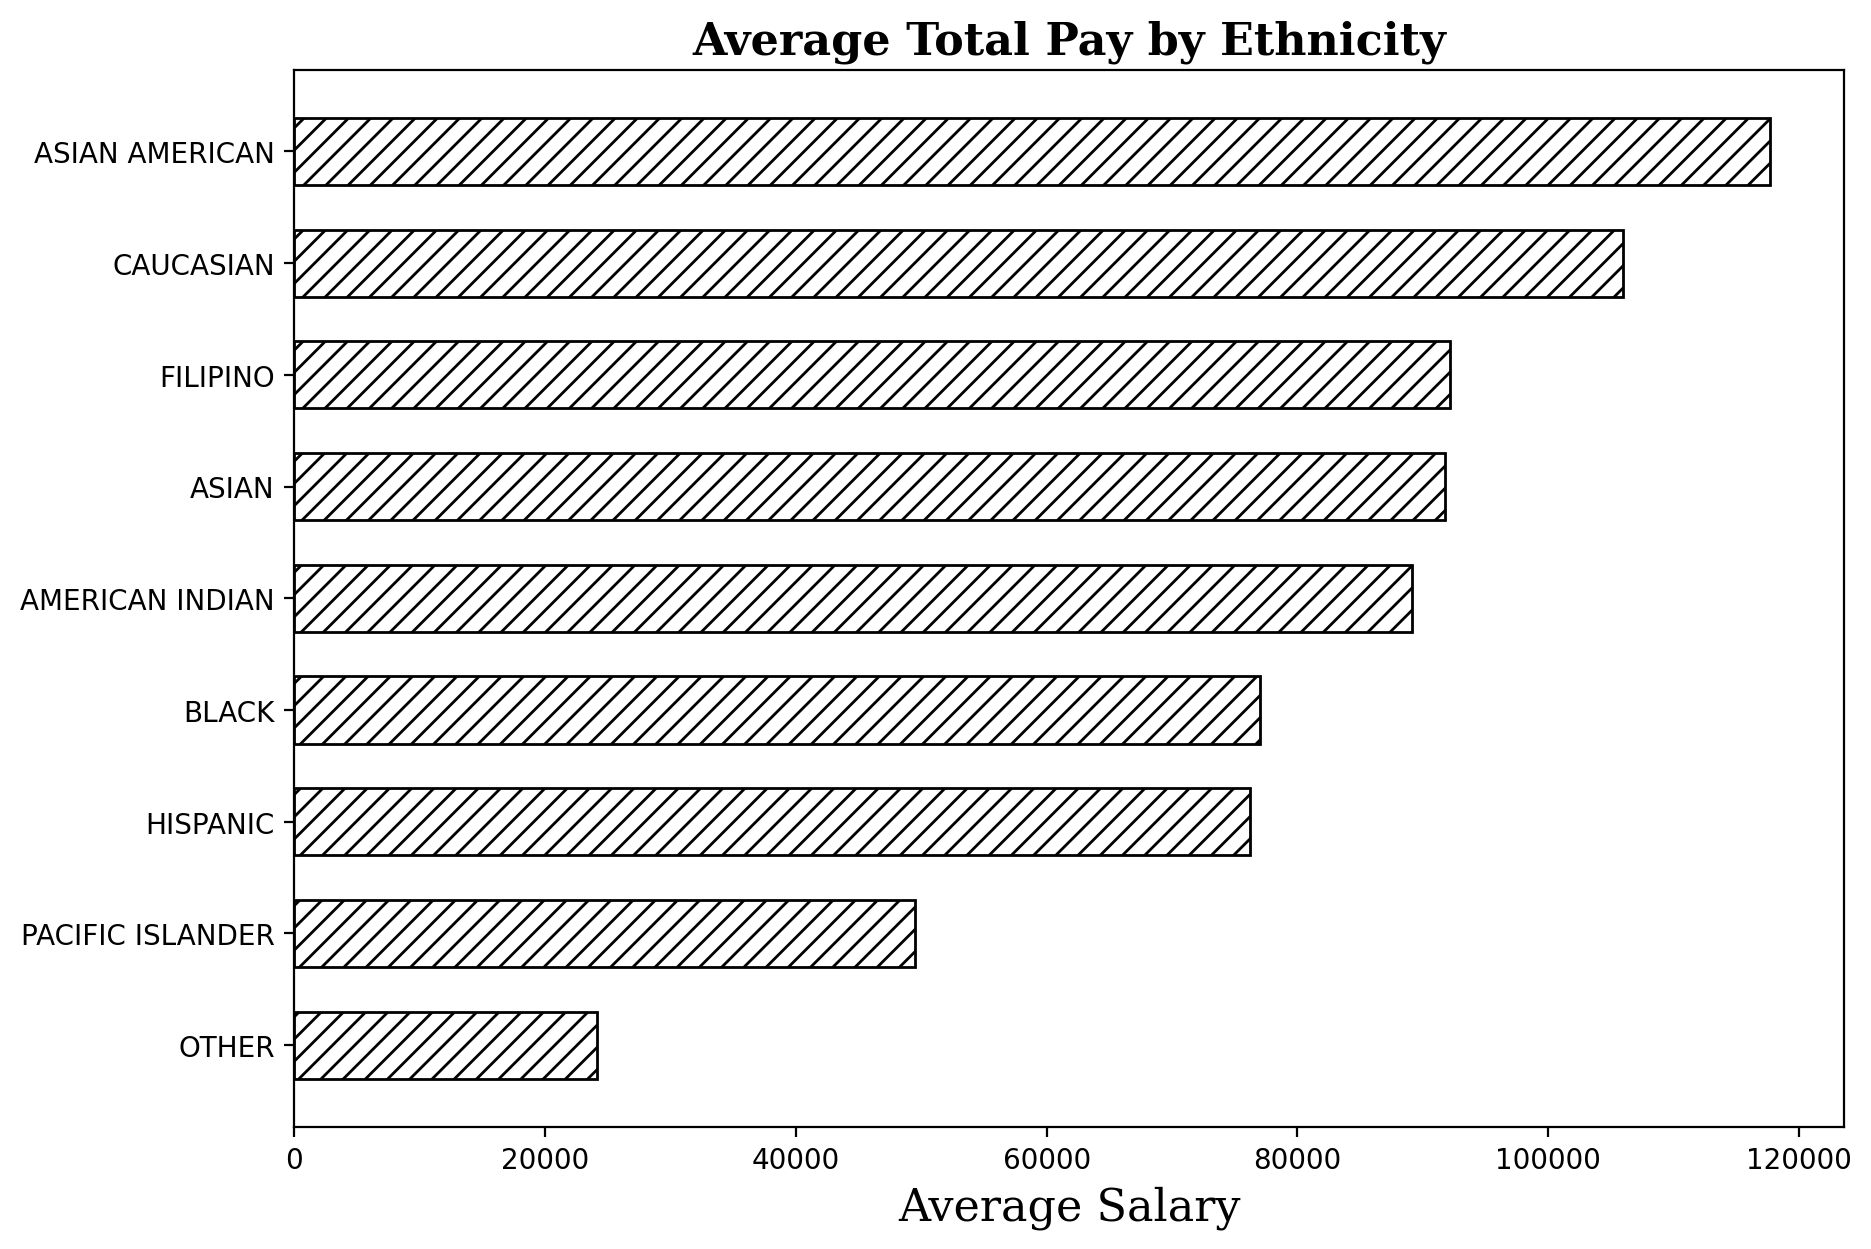 Average Total Pay by Ethnicity
ASIAN AMERICAN
CAUCASIAN
FILIPINO
ASIAN
AMERICAN INDIAN
BLACK
HISPANIC
PACIFIC ISLANDER
OTHER
0 20000 40000 60000 80000 100000 120000
Average Salary